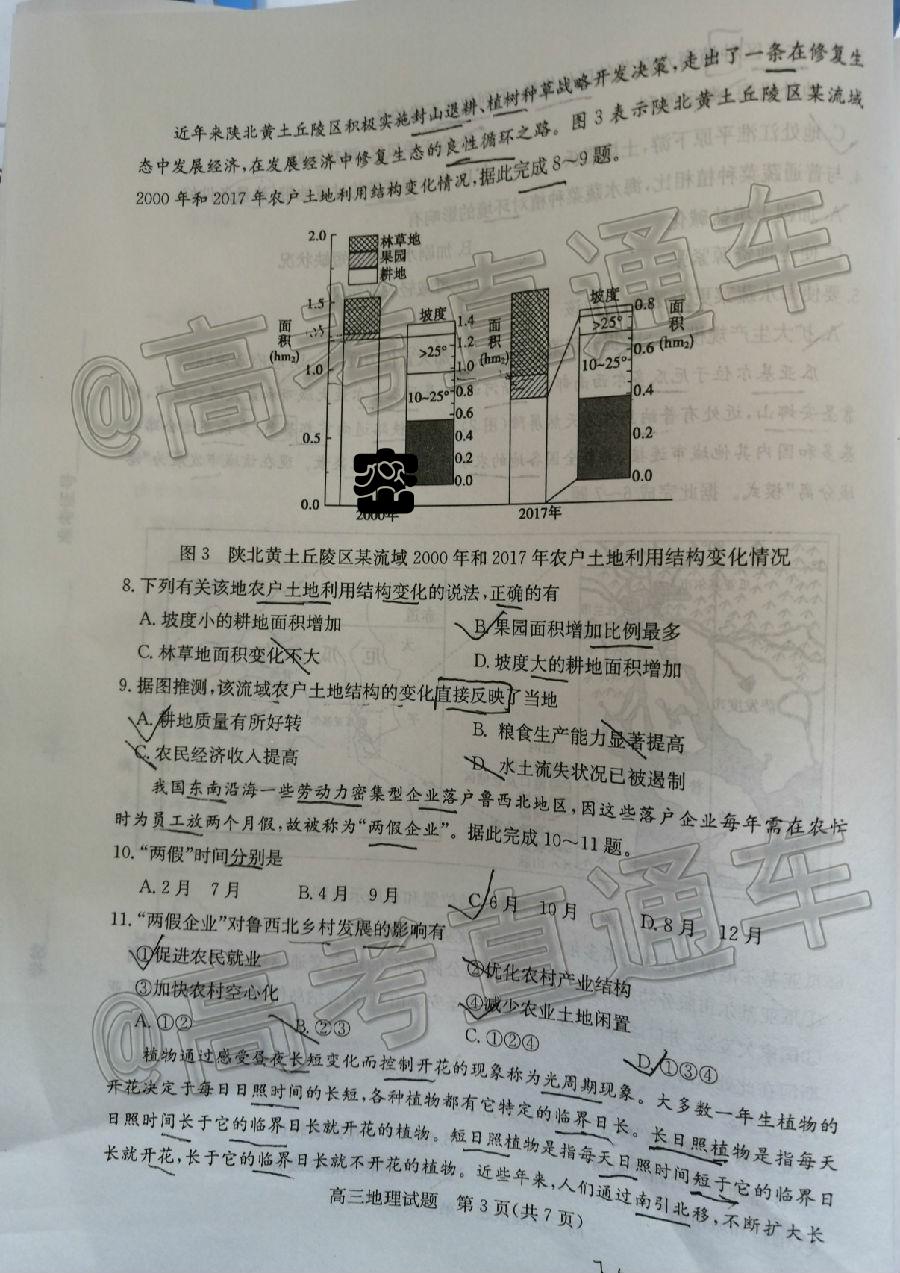 近年来陕北黄土丘陵区积极实施封山退耕、植树种草战略开发决策,走出了一条在修复生
态中发展经济,在发展经济中修复生态的良性循环之路。图3表示陕北黄土丘陵区某流域
2000年和2017年农户土地利用结构变化情况,据此完成8~9题。
2.0
1.5
1.0
0.5
0.0
面积(hm₂)
林草地
果园
耕地
坡度
>25°
10~25°
1.4
1.2
1.0
0.8
0.6
0.4
0.2
0.0
面积(hm₂)
坡度
>25°
10~25°
0.8
0.6
0.4
0.2
0.0
面积(hm₂)
2000年
2017年
图3 陕北黄土丘陵区某流域2000年和2017年农户土地利用结构变化情况
8.下列有关该地农户土地利用结构变化的说法,正确的有
A.坡度小的耕地面积增加
B.果园面积增加比例最多
C.林草地面积变化不大
D.坡度大的耕地面积增加
9.据图推测,该流域农户土地结构的变化直接反映了当地
A.耕地质量有所好转
B.粮食生产能力显著提高
C.农民经济收入提高
D.水土流失状况已被遏制
我国东南沿海一些劳动力密集型企业落户鲁西北地区,因这些落户企业每年需在农忙
时为员工放两个月假,故被称为“两假企业”。据此完成10~11题。
10.“两假”时间分别是
A.2月 7月
B.4月 9月
C.6月 10月
D.8月 12月
11.“两假企业”对鲁西北乡村发展的影响有
①促进农民就业
②优化农村产业结构
③加快农村空心化
④减少农业土地闲置
A.①②
B.②③
C.①②④
D.①③④
植物通过感受昼夜长短变化而控制开花的现象称为光周期现象。大多数一年生植物的
开花决定于每日日照时间的长短,各种植物都有它特定的临界日长。长日照植物是指每天
日照时间长于它的临界日长就开花的植物。短日照植物是指每天日照时间短于它的临界日
长就开花,长于它的临界日长就不开花的植物。近些年来,人们通过南引北移,不断扩大长
高三地理试题 第3页(共7页)
@高考直通车
@高考直通车